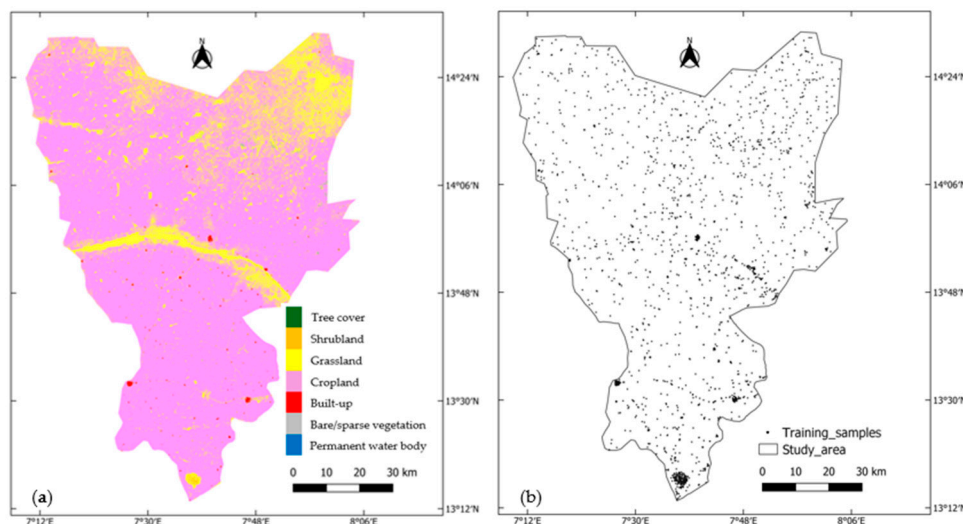 N
N
14°24'N
14°24'N
14°06'N
14°06'N
13°48'N
13°48'N
Tree cover
Shrubland
Grassland
Cropland
Built-up
Bare/sparse vegetation
Permanent water body
13°30'N
13°30'N
Training_samples
Study_area
0 10 20 30 km
0 10 20 30 km
(a)
(b)
13°12'N
13°12'N
7°12'E 7°30'E 7°48'E 8°06'E
7°12'E 7°30'E 7°48'E 8°06'E